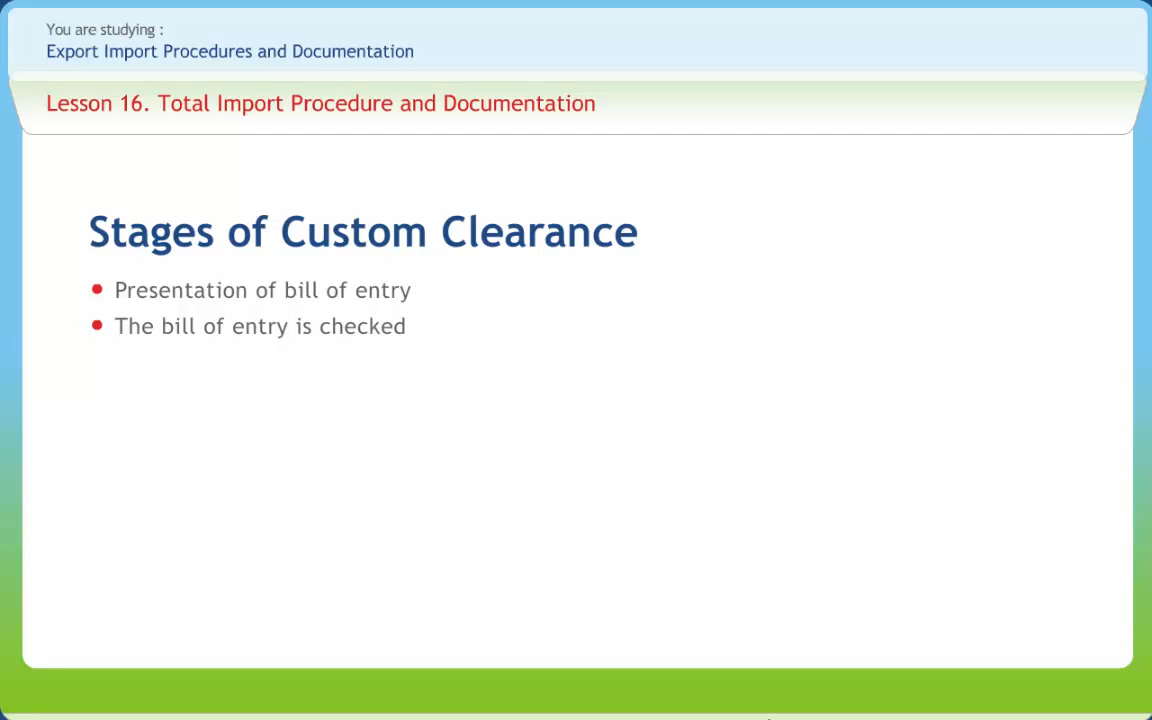 You are studying :
Export Import Procedures and Documentation
Lesson 16. Total Import Procedure and Documentation
Stages of Custom Clearance
Presentation of bill of entry
The bill of entry is checked